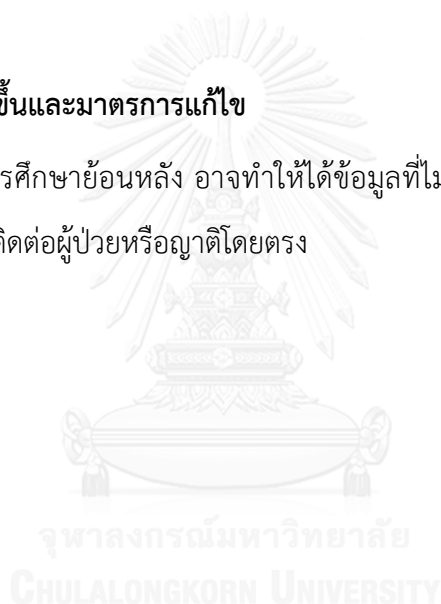 ขึ้นและมาตรการแก้ไข
รศึกษาย้อนหลัง อาจทำให้ได้ข้อมูลที่ไม
คิดต่อผู้ป่วยหรือญาติโดยตรง
จุฬาลงกรณ์มหาวิทยาลัย
CHULALONGKORN UNIVERSITY